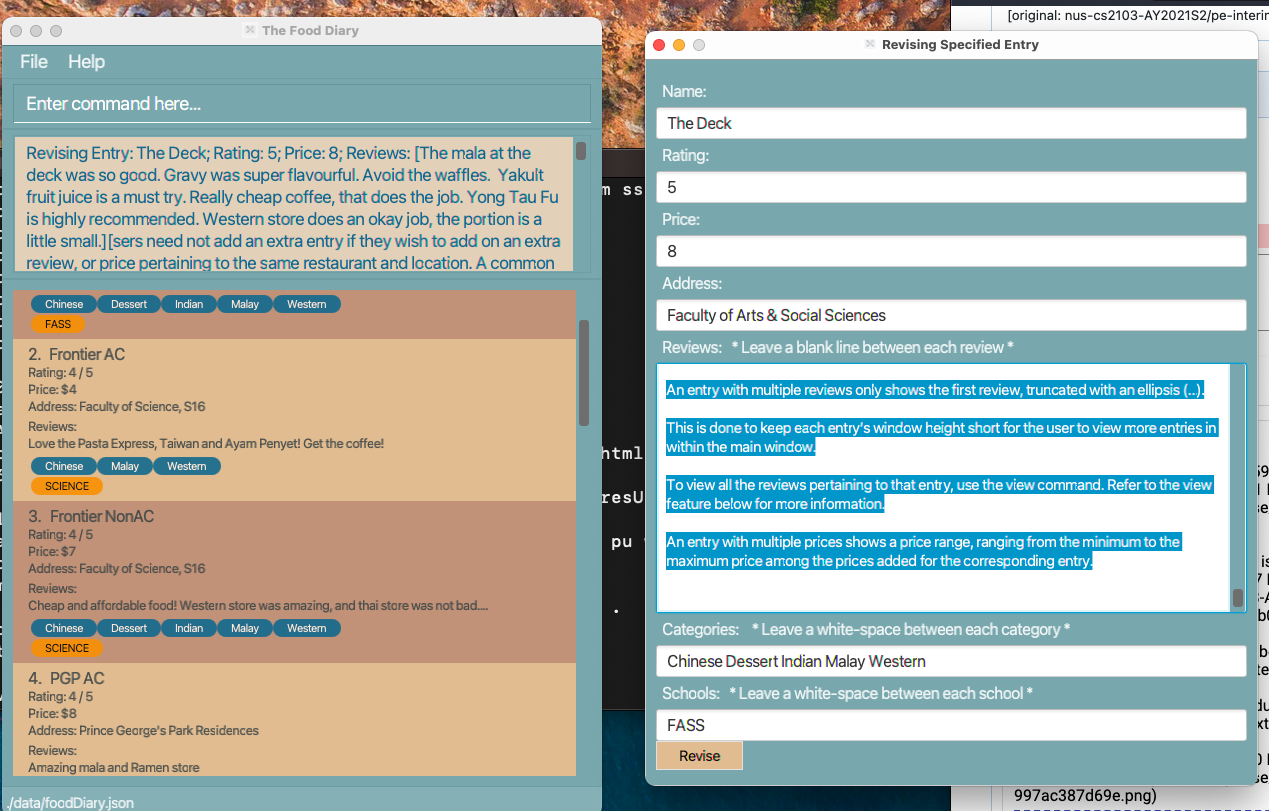 [original: nus-cs2103-AY2021S2/pe-interim
The Food Diary
File Help
Enter command here...
Revising Entry: The Deck; Rating: 5; Price: 8; Reviews: [The mala at the
deck was so good. Gravy was super flavourful. Avoid the waffles.  Yakult
fruit juice is a must try. Really cheap coffee, that does the job. Yong Tau Fu
is highly recommended. Western store does an okay job, the portion is a
little small.][sers need not add an extra entry if they wish to add on an extra
review, or price pertaining to the same restaurant and location. A common
Chinese Dessert Indian Malay Western
FASS
2. Frontier AC
Rating: 4 / 5
Price: $4
Address: Faculty of Science, S16
Reviews:
Love the Pasta Express, Taiwan and Ayam Penyet! Get the coffee!
Chinese Malay Western
SCIENCE
3. Frontier NonAC
Rating: 4 / 5
Price: $7
Address: Faculty of Science, S16
Reviews:
Cheap and affordable food! Western store was amazing, and thai store was not bad....
Chinese Dessert Indian Malay Western
SCIENCE
4. PGP AC
Rating: 4 / 5
Price: $8
Address: Prince George's Park Residences
Reviews:
Amazing mala and Ramen store
./data/foodDiary.json
m ss
html
resU
pu
.
Revising Specified Entry
Name:
The Deck
Rating:
5
Price:
8
Address:
Faculty of Arts & Social Sciences
Reviews: * Leave a blank line between each review *
An entry with multiple reviews only shows the first review, truncated with an ellipsis (..).
This is done to keep each entry's window height short for the user to view more entries in
within the main window.
To view all the reviews pertaining to that entry, use the view command. Refer to the view
feature below for more information.
An entry with multiple prices shows a price range, ranging from the minimum to the
maximum price among the prices added for the corresponding entry.
Categories: * Leave a white-space between each category *
Chinese Dessert Indian Malay Western
Schools: * Leave a white-space between each school *
FASS
Revise
997ac387d69e.png)